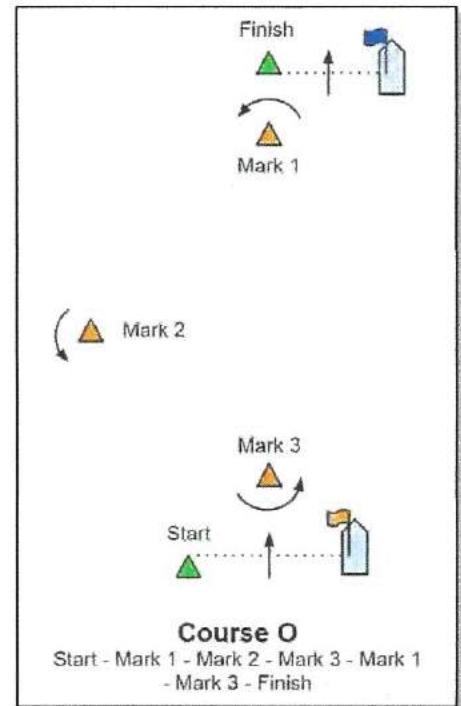 Finish
Mark 1
Mark 2
Mark 3
Start
Course O
Start - Mark 1 - Mark 2 - Mark 3 - Mark 1
- Mark 3 - Finish